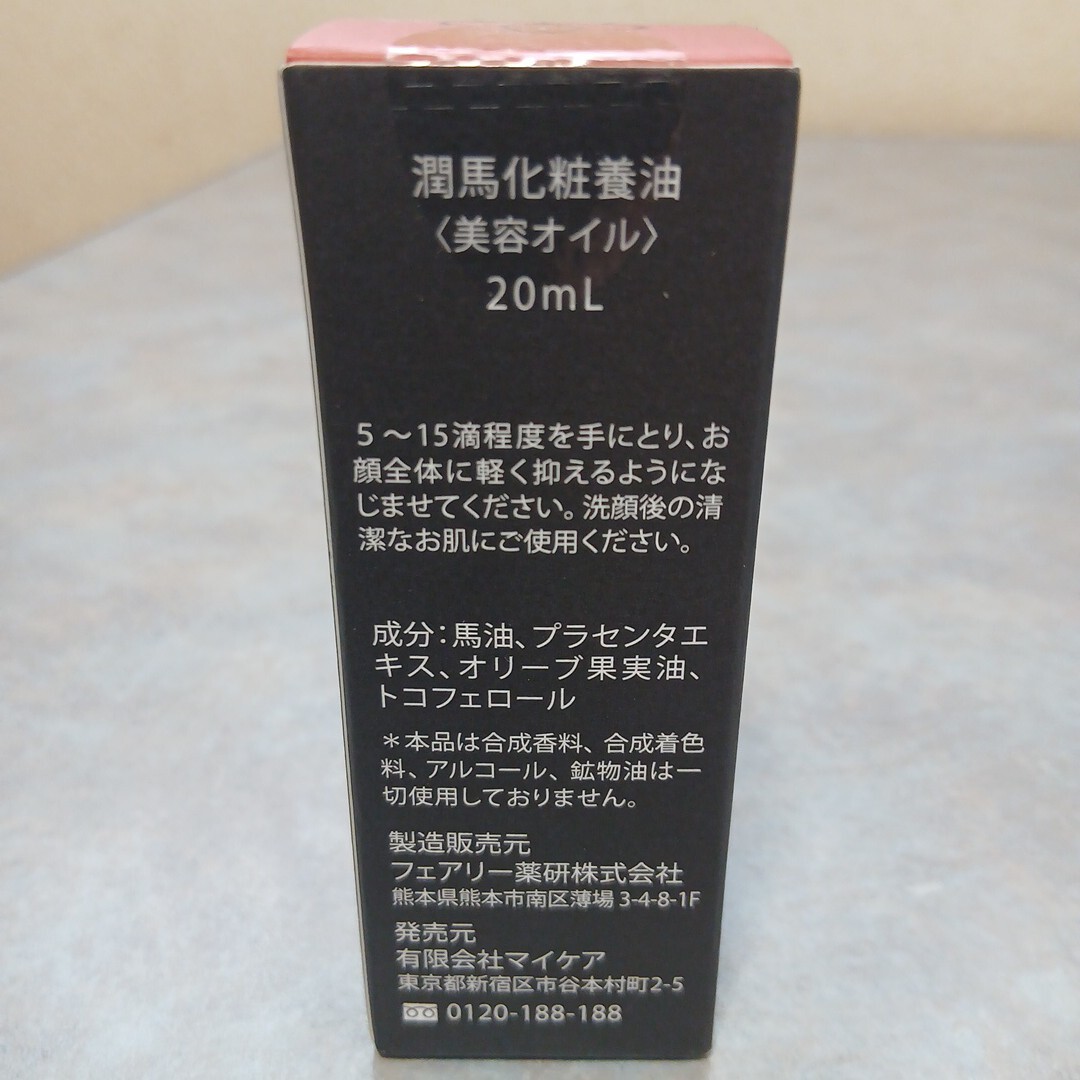 潤馬化粧養油
〈美容オイル〉
20mL
5～15滴程度を手にとり、お
顔全体に軽く抑えるようにな
じませてください。洗顔後の清
潔なお肌にご使用ください。
成分：馬油、プラセンタエ
キス、オリーブ果実油、
トコフェロール
＊本品は合成香料、合成着色
料、アルコール、鉱物油は一
切使用しておりません。
製造販売元
フェアリー薬研株式会社
熊本県熊本市南区薄場3-4-8-1F
発売元
有限会社マイケア
東京都新宿区市谷本村町2-5
0120-188-188